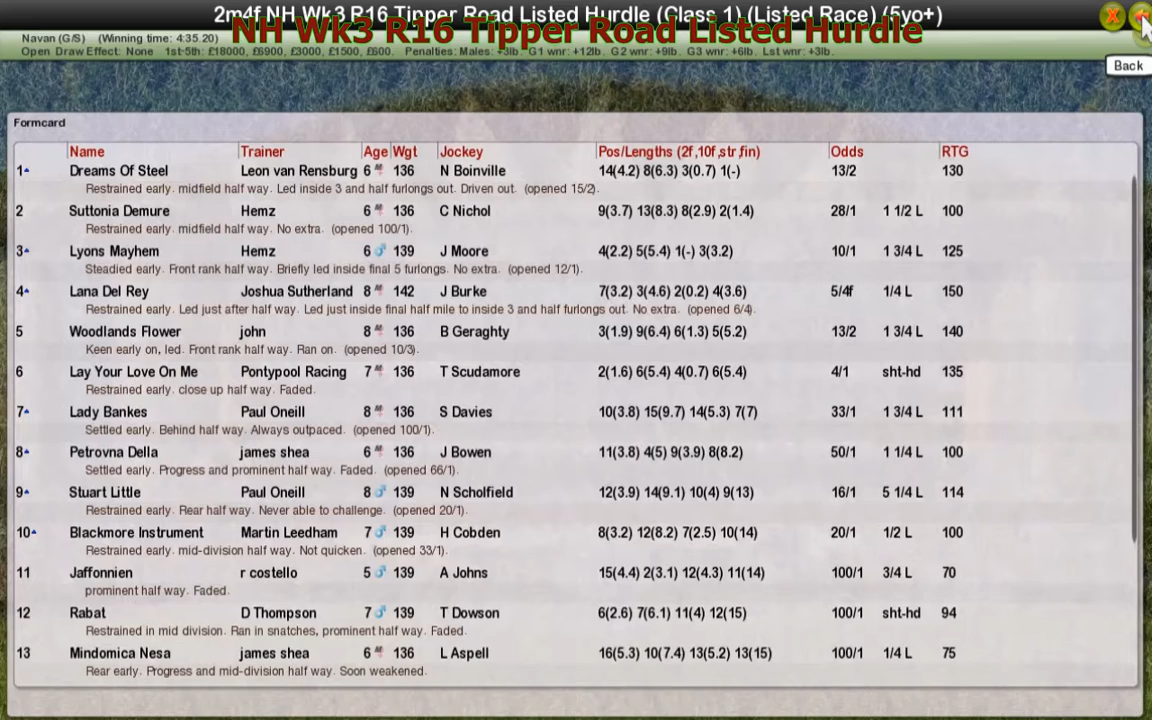 2m4f NH Wk3 R16 Tipper Road Listed Hurdle (Class 1) (Listed Race) (5yo+)
NH Wk3 R16 Tipper Road Listed Hurdle
Navan (G/S) (Winning time: 4:35.20)
Open Draw Effect: None 1st-5th: £18000, £6900, £3000, £1500, £600. Penalties: Males: +3lb. G1 wnr: +12lb. G2 wnr: +9lb. G3 wnr: +6lb. Lst wnr: +3lb.
Back
Formcard
Name Trainer Age Wgt Jockey Pos/Lengths (2f,10f,str,fin) Odds RTG
1 Dreams Of Steel Leon van Rensburg 6 136 N Boinville 14(4.2) 8(6.3) 3(0.7) 1(-) 13/2 130
Restrained early. midfield half way. Led inside 3 and half furlongs out. Driven out. (opened 15/2).
2 Suttonia Demure Hemz 6 136 C Nichol 9(3.7) 13(8.3) 8(2.9) 2(1.4) 28/1 1 1/2 L 100
Restrained early. midfield half way. No extra. (opened 100/1).
3 Lyons Mayhem Hemz 6 139 J Moore 4(2.2) 5(5.4) 1(-) 3(3.2) 10/1 1 3/4 L 125
Steadied early. Front rank half way. Briefly led inside final 5 furlongs. No extra. (opened 12/1).
4 Lana Del Rey Joshua Sutherland 8 142 J Burke 7(3.2) 3(4.6) 2(0.2) 4(3.6) 5/4f 1/4 L 150
Restrained early. Led just after half way. Led just inside final half mile to inside 3 and half furlongs out. No extra. (opened 6/4).
5 Woodlands Flower john 8 136 B Geraghty 3(1.9) 9(6.4) 6(1.3) 5(5.2) 13/2 1 3/4 L 140
Keen early on, led. Front rank half way. Ran on. (opened 10/3).
6 Lay Your Love On Me Pontypool Racing 7 136 T Scudamore 2(1.6) 6(5.4) 4(0.7) 6(5.4) 4/1 sht-hd 135
Restrained early. close up half way. Faded.
7 Lady Bankes Paul Oneill 8 136 S Davies 10(3.8) 15(9.7) 14(5.3) 7(7) 33/1 1 3/4 L 111
Settled early. Behind half way. Always outpaced. (opened 100/1).
8 Petrovna Della james shea 6 136 J Bowen 11(3.8) 4(5) 9(3.9) 8(8.2) 50/1 1 1/4 L 100
Settled early. Progress and prominent half way. Faded. (opened 66/1).
9 Stuart Little Paul Oneill 8 139 N Scholfield 12(3.9) 14(9.1) 10(4) 9(13) 16/1 5 1/4 L 114
Restrained early. Rear half way. Never able to challenge. (opened 20/1).
10 Blackmore Instrument Martin Leedham 7 139 H Cobden 8(3.2) 12(8.2) 7(2.5) 10(14) 20/1 1/2 L 100
Restrained early. mid-division half way. Not quicken. (opened 33/1).
11 Jaffonnien r costello 5 139 A Johns 15(4.4) 2(3.1) 12(4.3) 11(14) 100/1 3/4 L 70
prominent half way. Faded.
12 Rabat D Thompson 7 139 T Dowson 6(2.6) 7(6.1) 11(4) 12(15) 100/1 sht-hd 94
Restrained in mid division. Ran in snatches, prominent half way. Faded.
13 Mindomica Nesa james shea 6 136 L Aspell 16(5.3) 10(7.4) 13(5.2) 13(15) 100/1 1/4 L 75
Rear early. Progress and mid-division half way. Soon weakened.